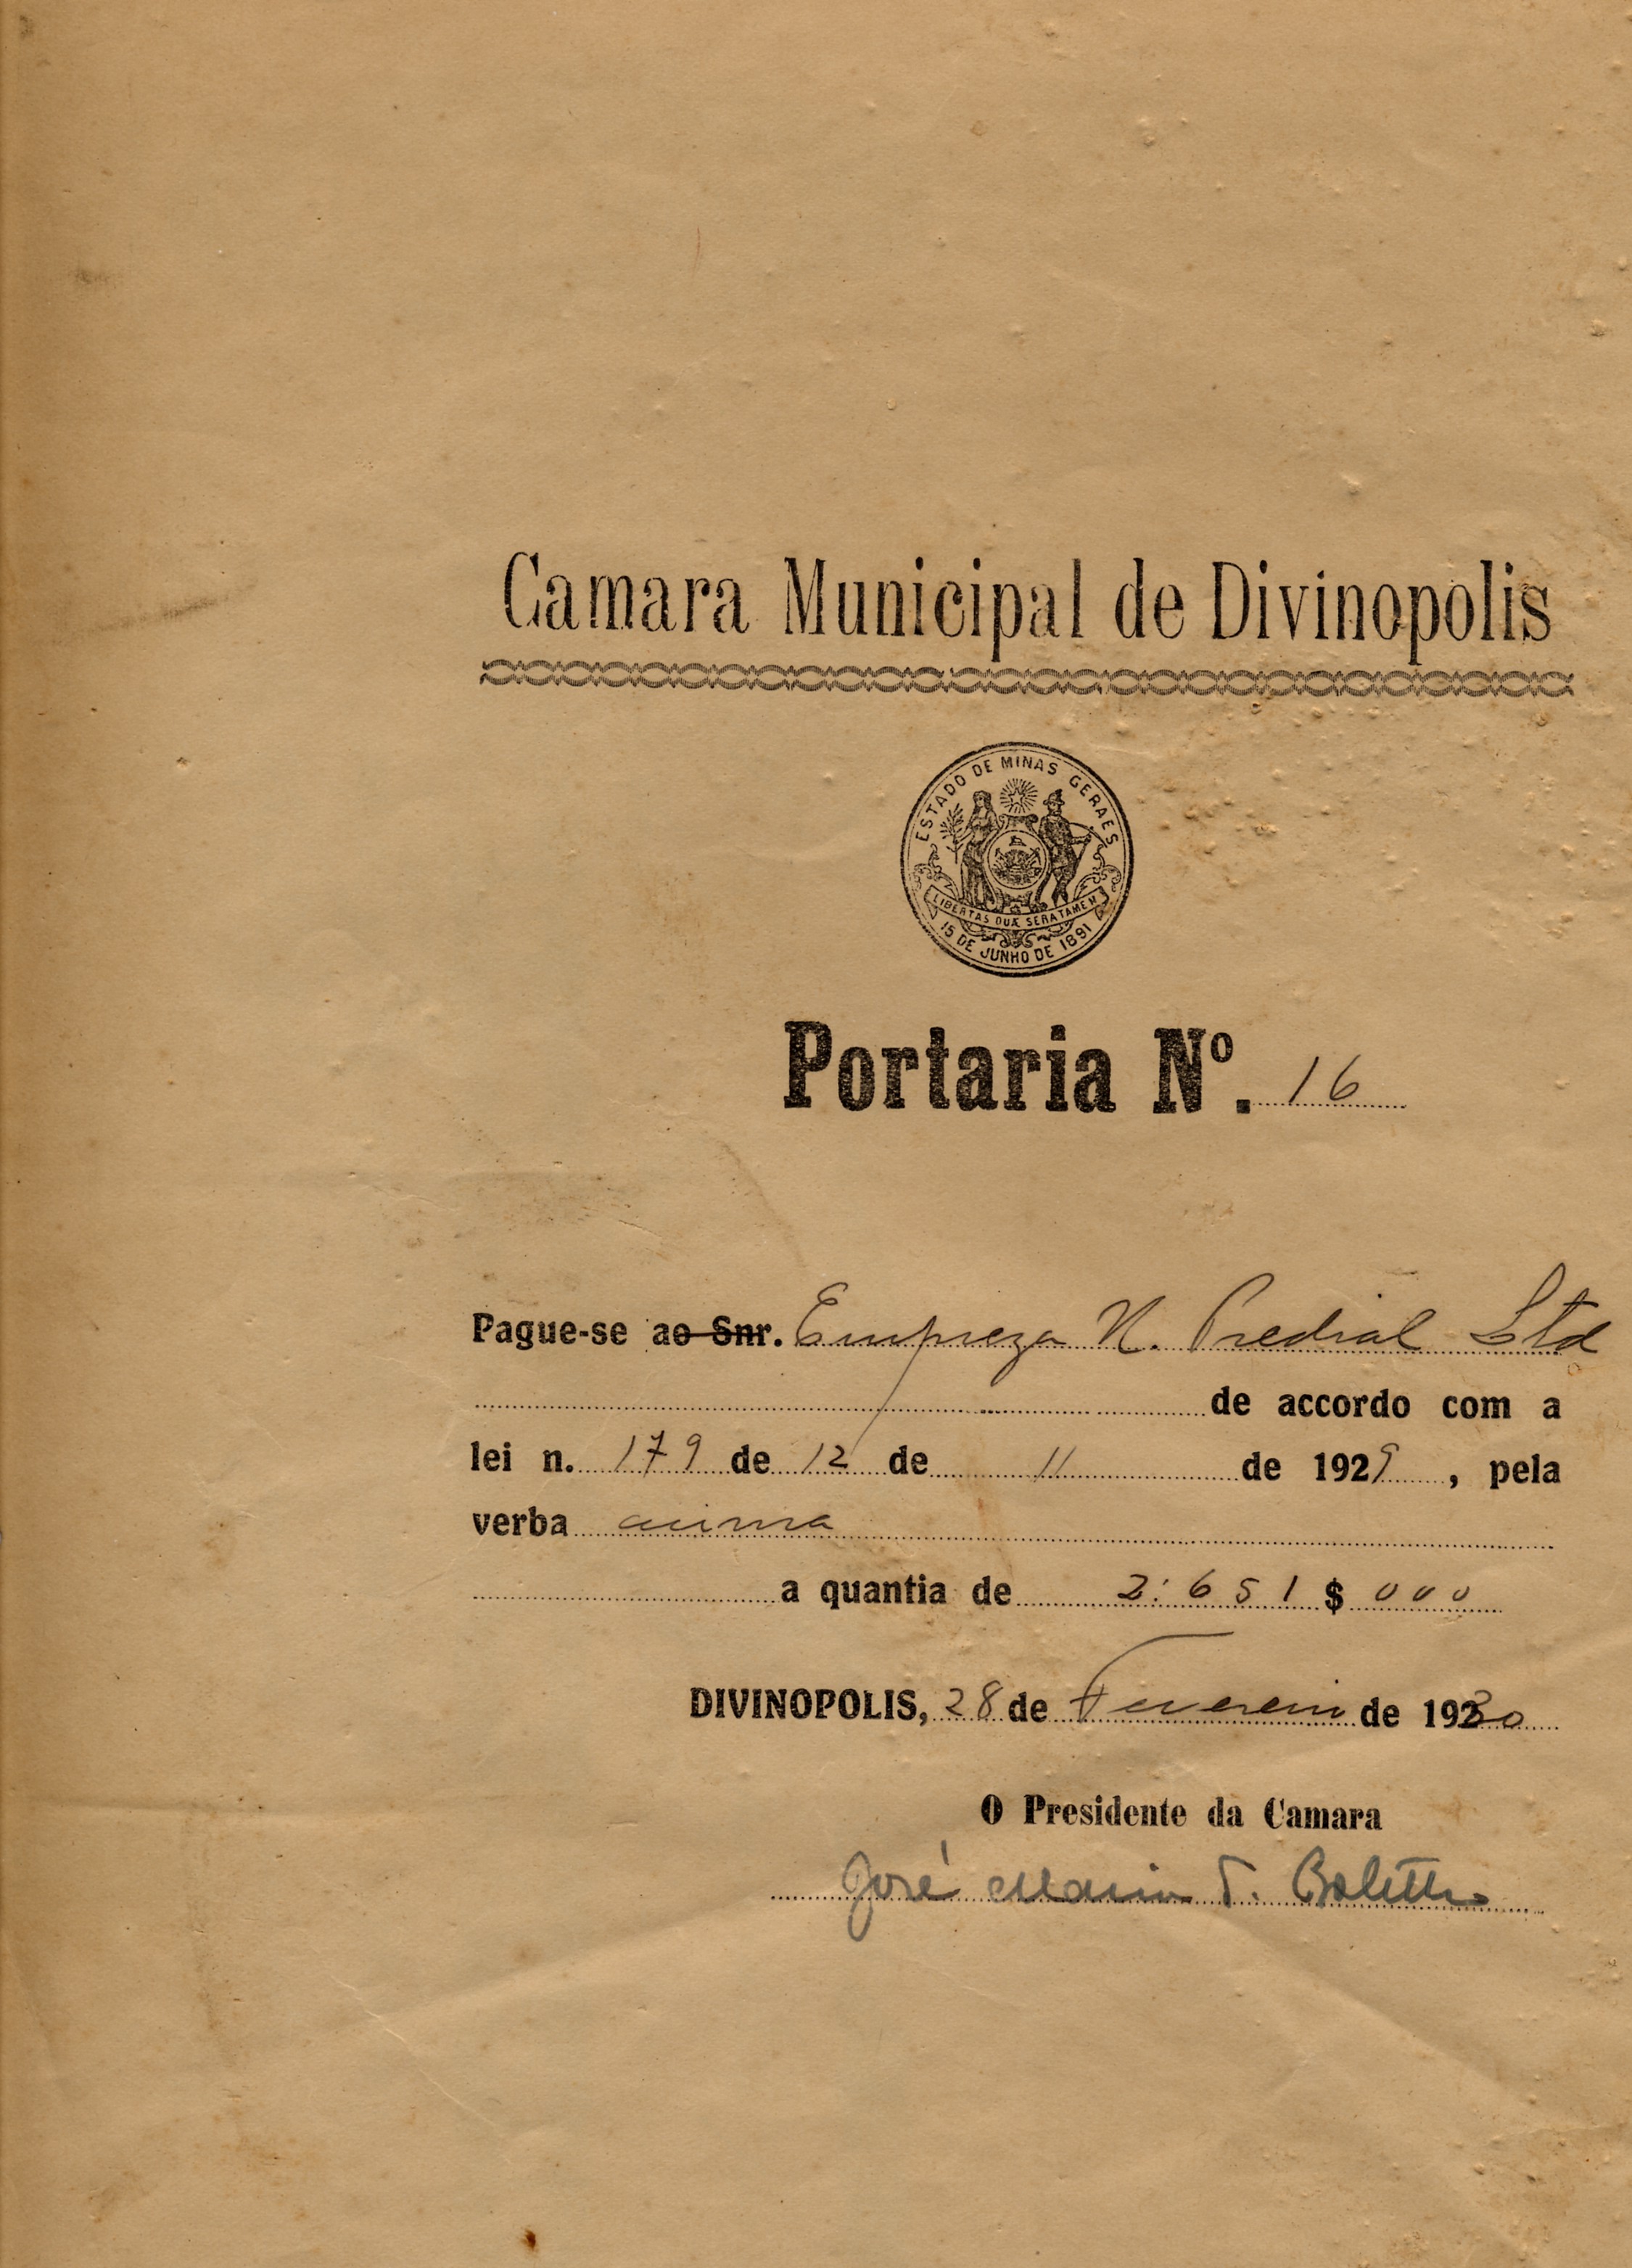 Camara Municipal de Divinopolis
ESTADO DE MINAS GERAES
LIBERTAS QUÆ SERA TAMEN
15 DE JUNHO DE 1891
Portaria Nº. 16
Pague-se ao Snr. Empreza N. Predial Ltd
de accordo com a
lei n. 179 de 12 de 11 de 1929, pela
verba acima
a quantia de 2:651$000
DIVINOPOLIS, 28 de Fevereiro de 1930
O Presidente da Camara
José Maria